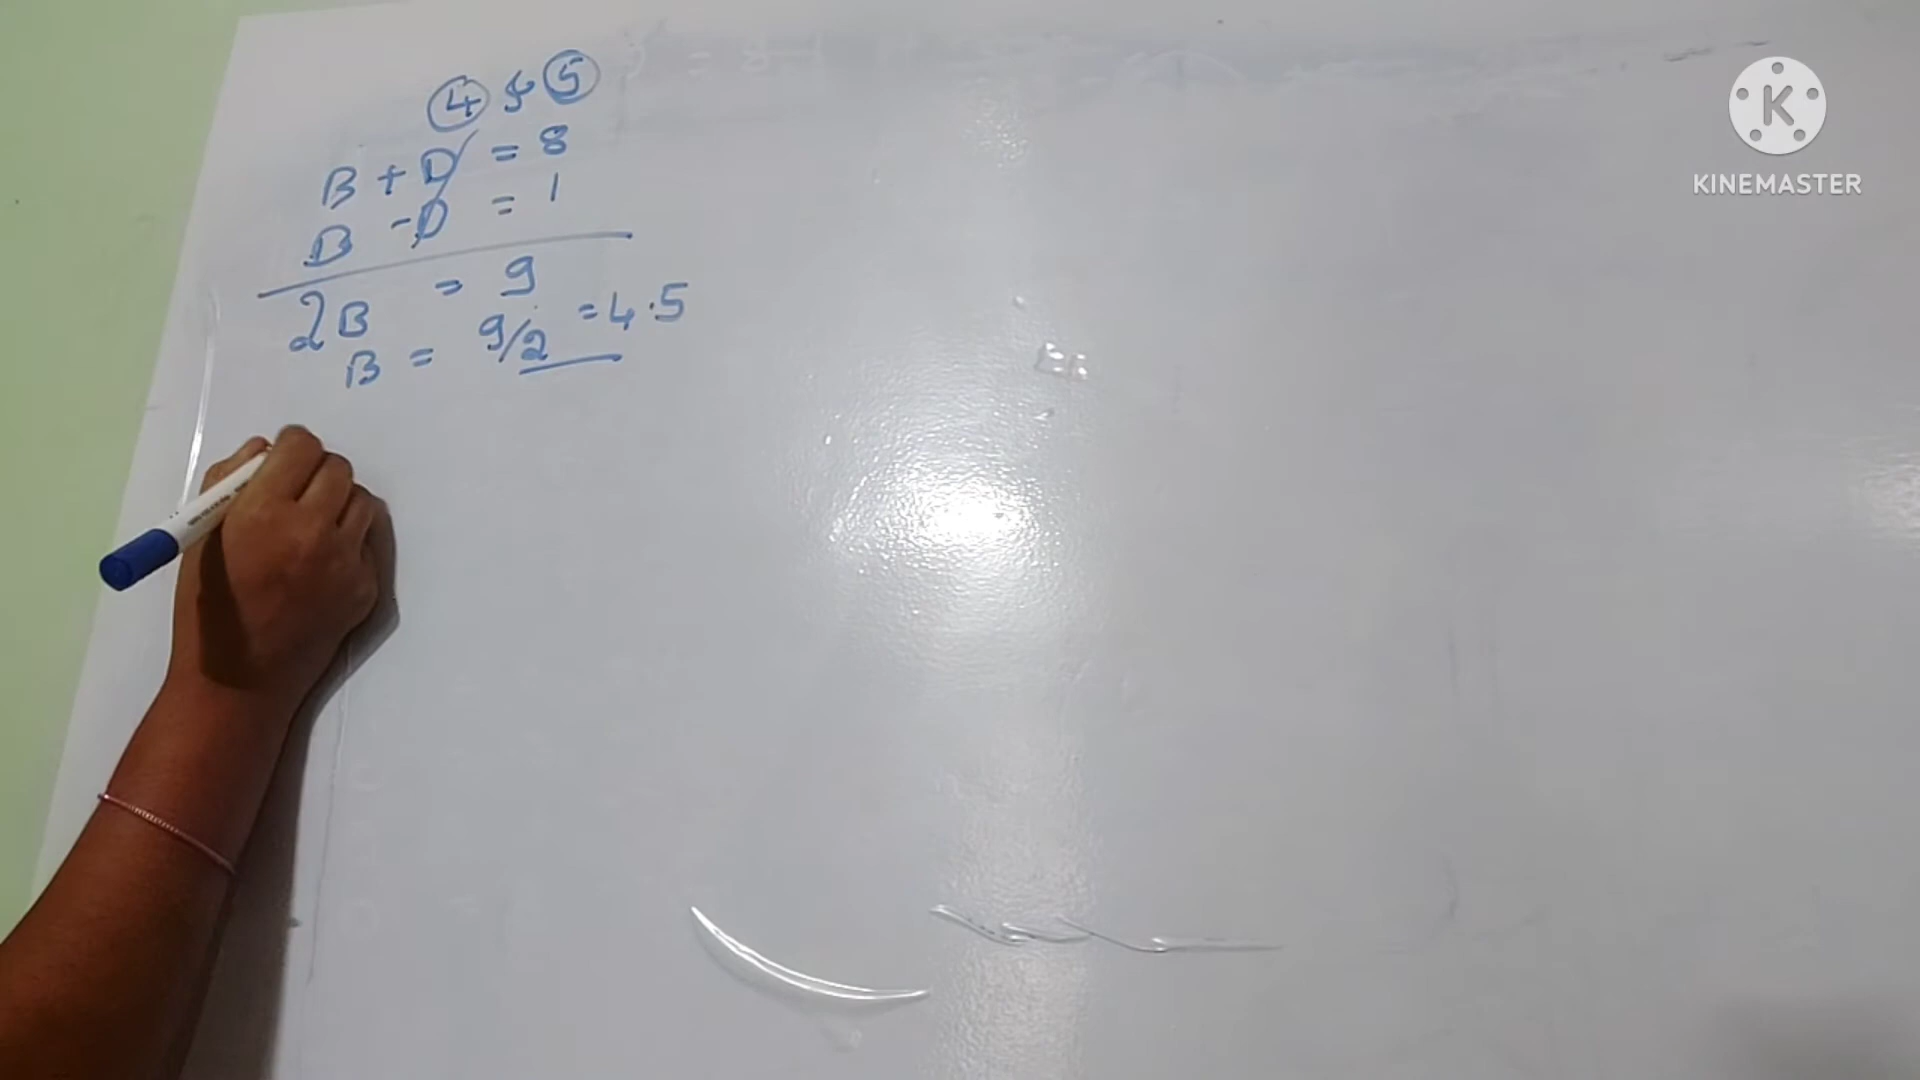 ④ & ⑤
B + D = 8
B - D = 1
2B = 9
B = 9/2 = 4.5
K
KINEMASTER